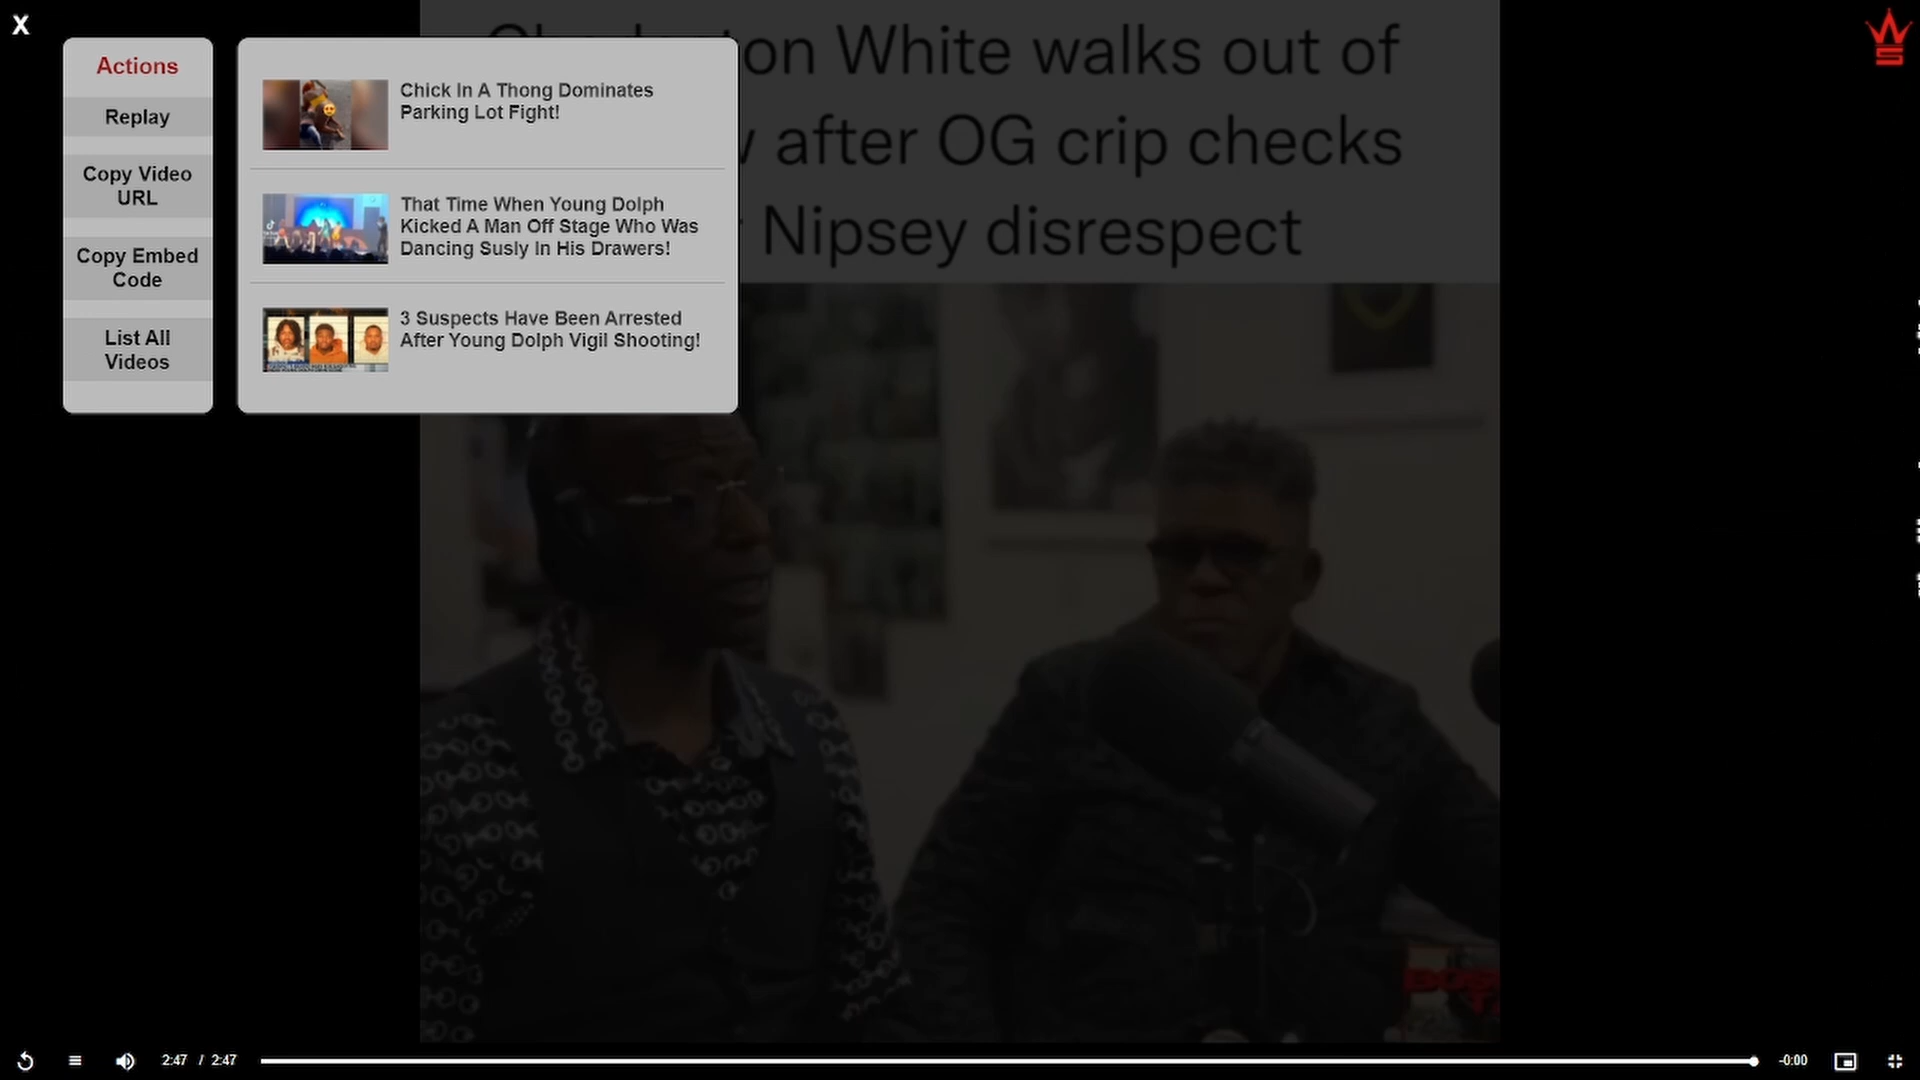 X
Actions
Replay
Copy Video
URL
Copy Embed
Code
List All
Videos
Chick In A Thong Dominates
Parking Lot Fight!
That Time When Young Dolph
Kicked A Man Off Stage Who Was
Dancing Susly In His Drawers!
3 Suspects Have Been Arrested
After Young Dolph Vigil Shooting!
on White walks out of
after OG crip checks
Nipsey disrespect
2:47 / 2:47
-0:00